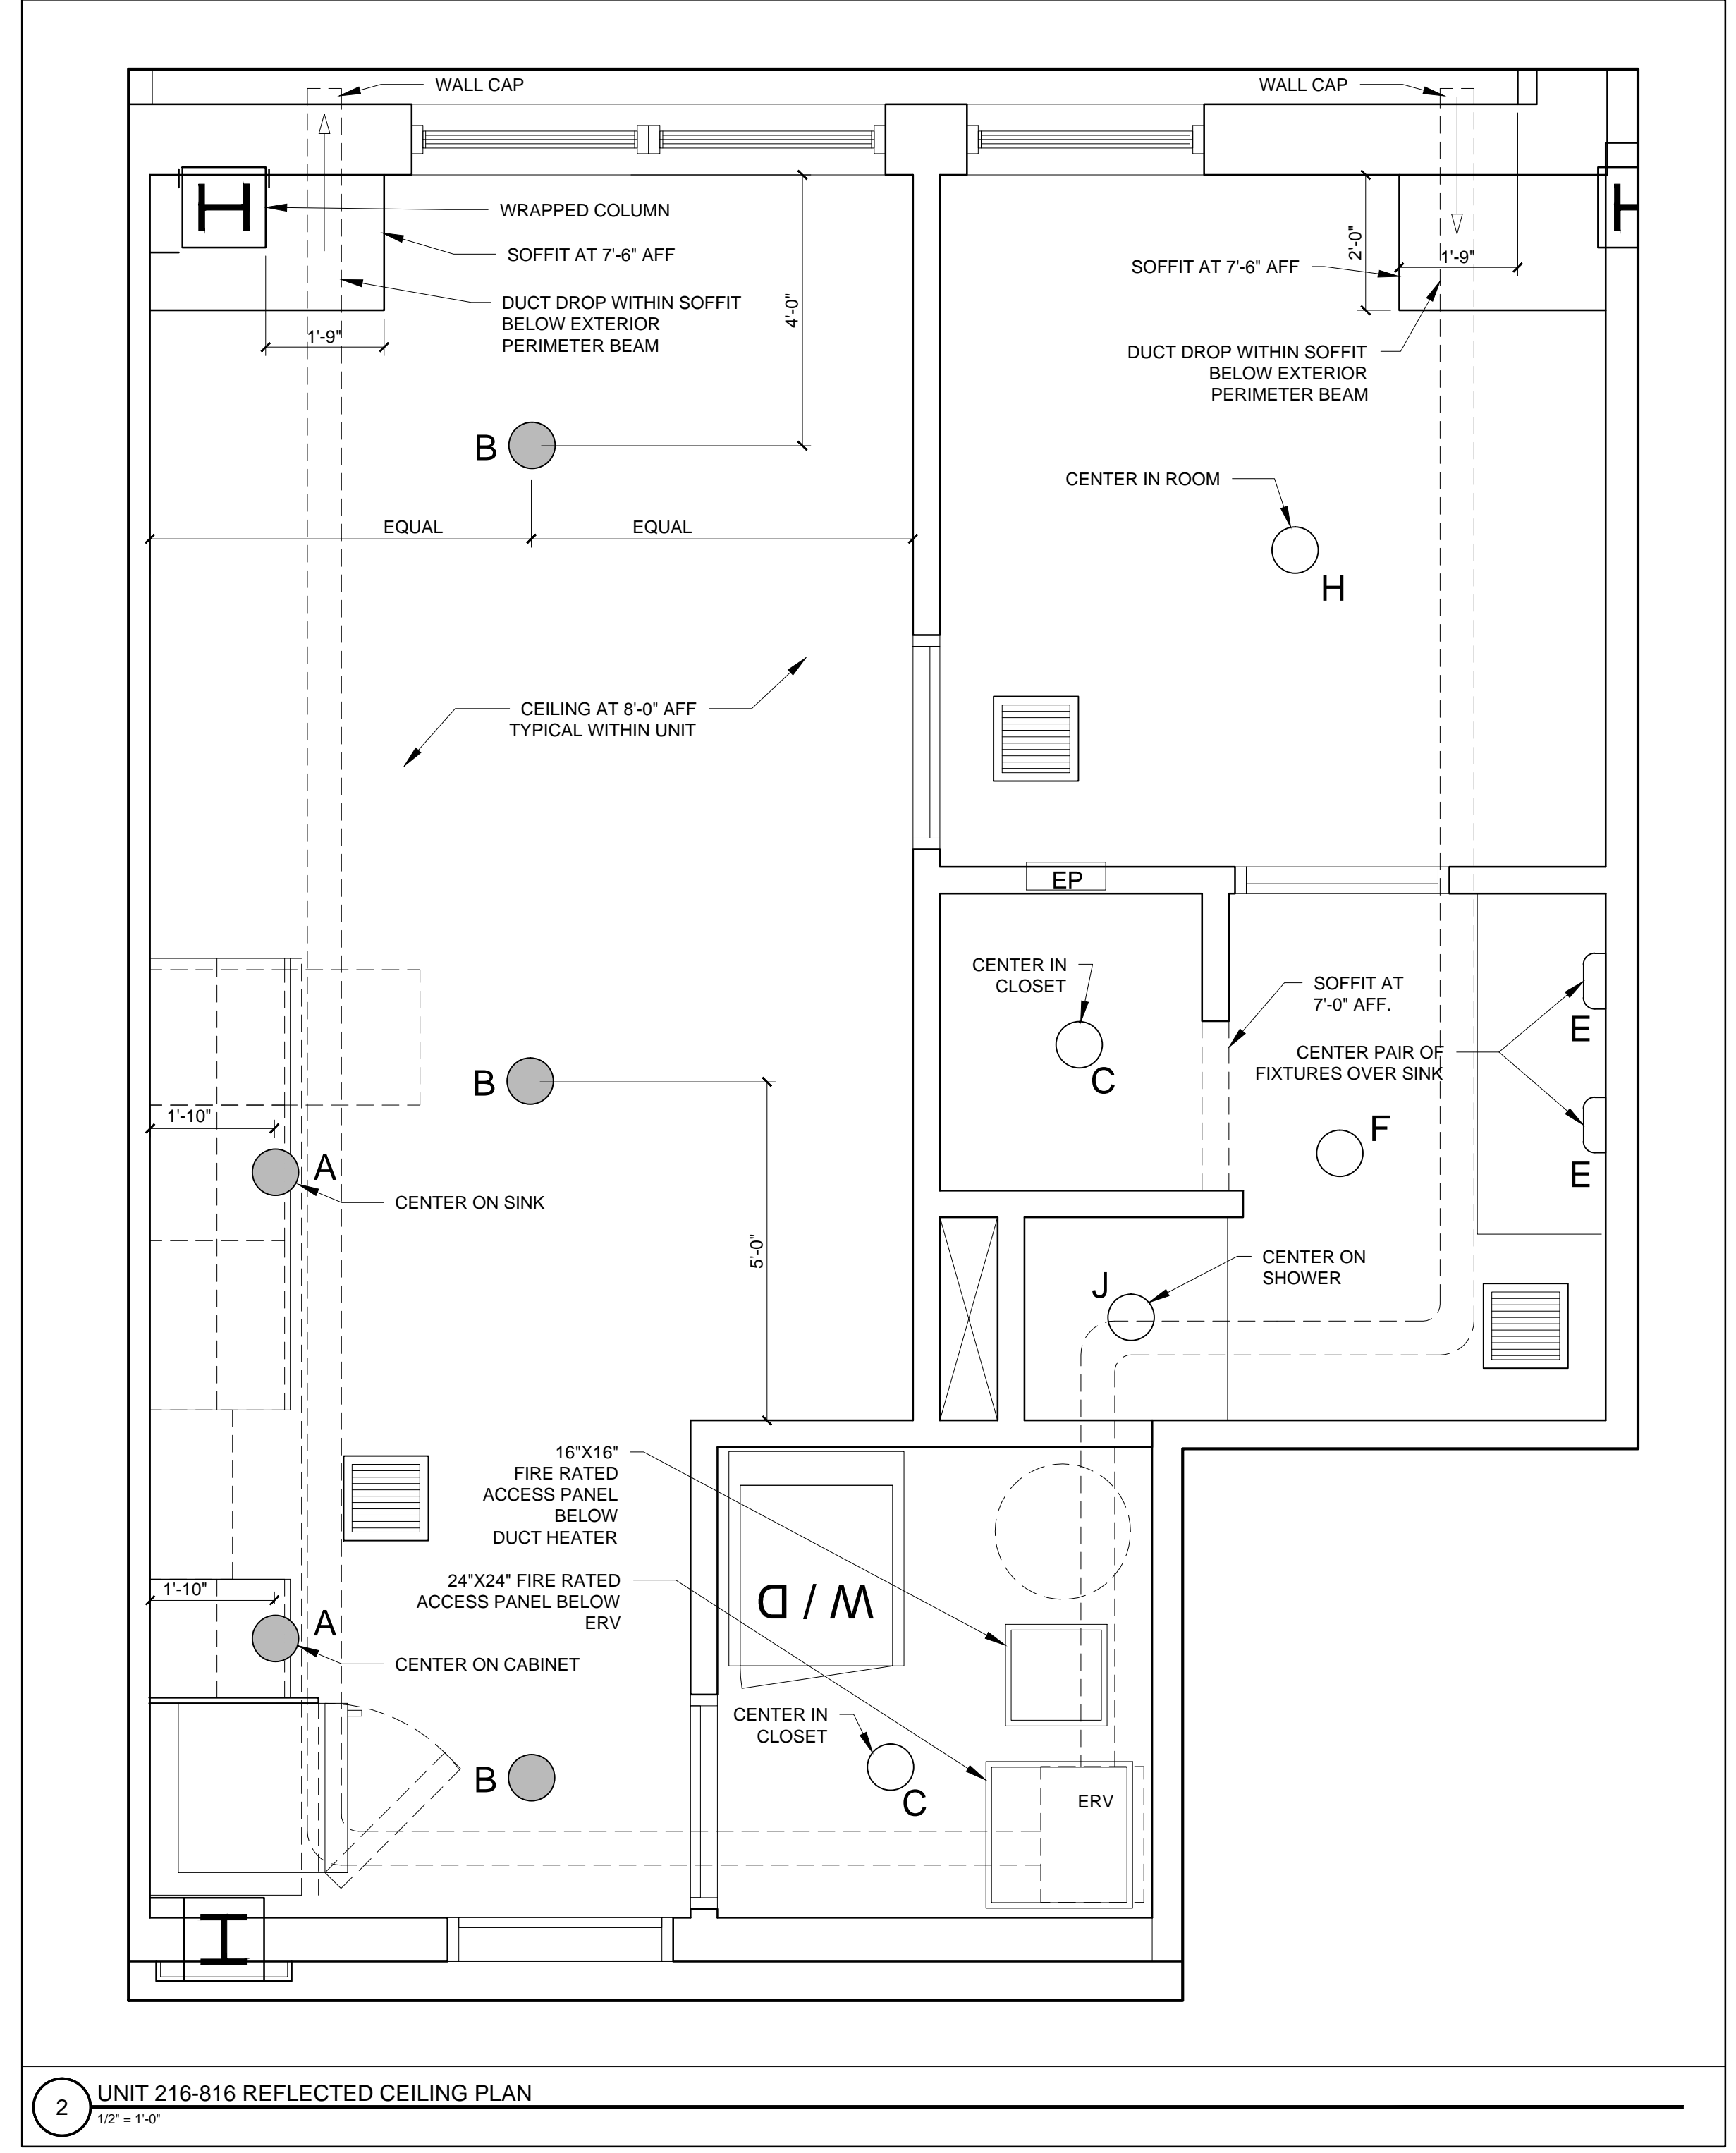 WALL CAP
WALL CAP
WRAPPED COLUMN
SOFFIT AT 7'-6" AFF
DUCT DROP WITHIN SOFFIT
BELOW EXTERIOR
PERIMETER BEAM
1'-9"
4'-0"
2'-0"
1'-9"
SOFFIT AT 7'-6" AFF
DUCT DROP WITHIN SOFFIT
BELOW EXTERIOR
PERIMETER BEAM
B
CENTER IN ROOM
H
EQUAL
EQUAL
CEILING AT 8'-0" AFF
TYPICAL WITHIN UNIT
EP
CENTER IN
CLOSET
C
SOFFIT AT
7'-0" AFF.
E
CENTER PAIR OF
FIXTURES OVER SINK
F
E
B
1'-10"
A
CENTER ON SINK
5'-0"
CENTER ON
SHOWER
J
16"X16"
FIRE RATED
ACCESS PANEL
BELOW
DUCT HEATER
24"X24" FIRE RATED
ACCESS PANEL BELOW
ERV
W / D
1'-10"
A
CENTER ON CABINET
CENTER IN
CLOSET
C
B
ERV
2
UNIT 216-816 REFLECTED CEILING PLAN
1/2" = 1'-0"